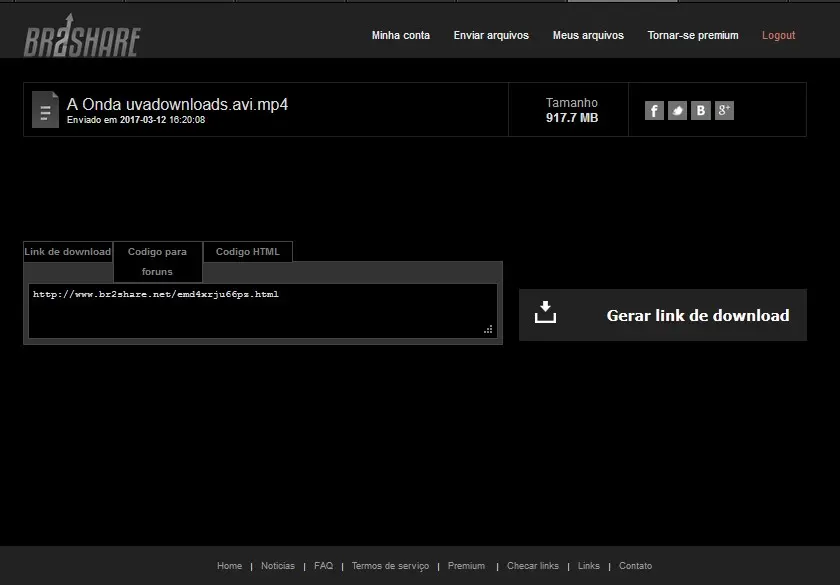 BR2SHARE
Minha conta Enviar arquivos Meus arquivos Tornar-se premium Logout
A Onda uvadownloads.avi.mp4
Enviado em 2017-03-12 16:20:08
Tamanho
917.7 MB
f B g+
Link de download Codigo para foruns Codigo HTML
http://www.br2share.net/emd4xrju66pz.html
Gerar link de download
Home | Noticias | FAQ | Termos de serviço | Premium | Checar links | Links | Contato